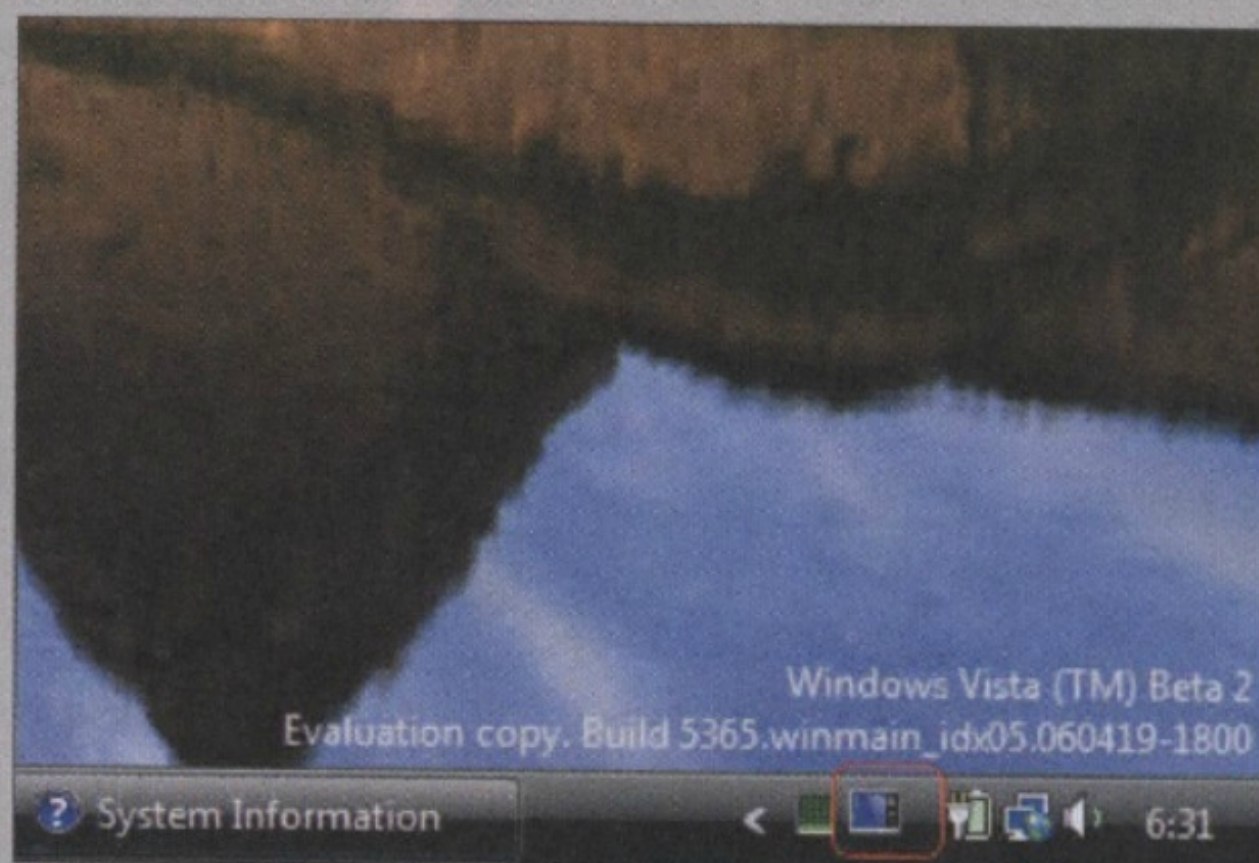 Windows Vista (TM) Beta 2
Evaluation copy. Build 5365.winmain_idx05.060419-1800
? System Information
< 6:31